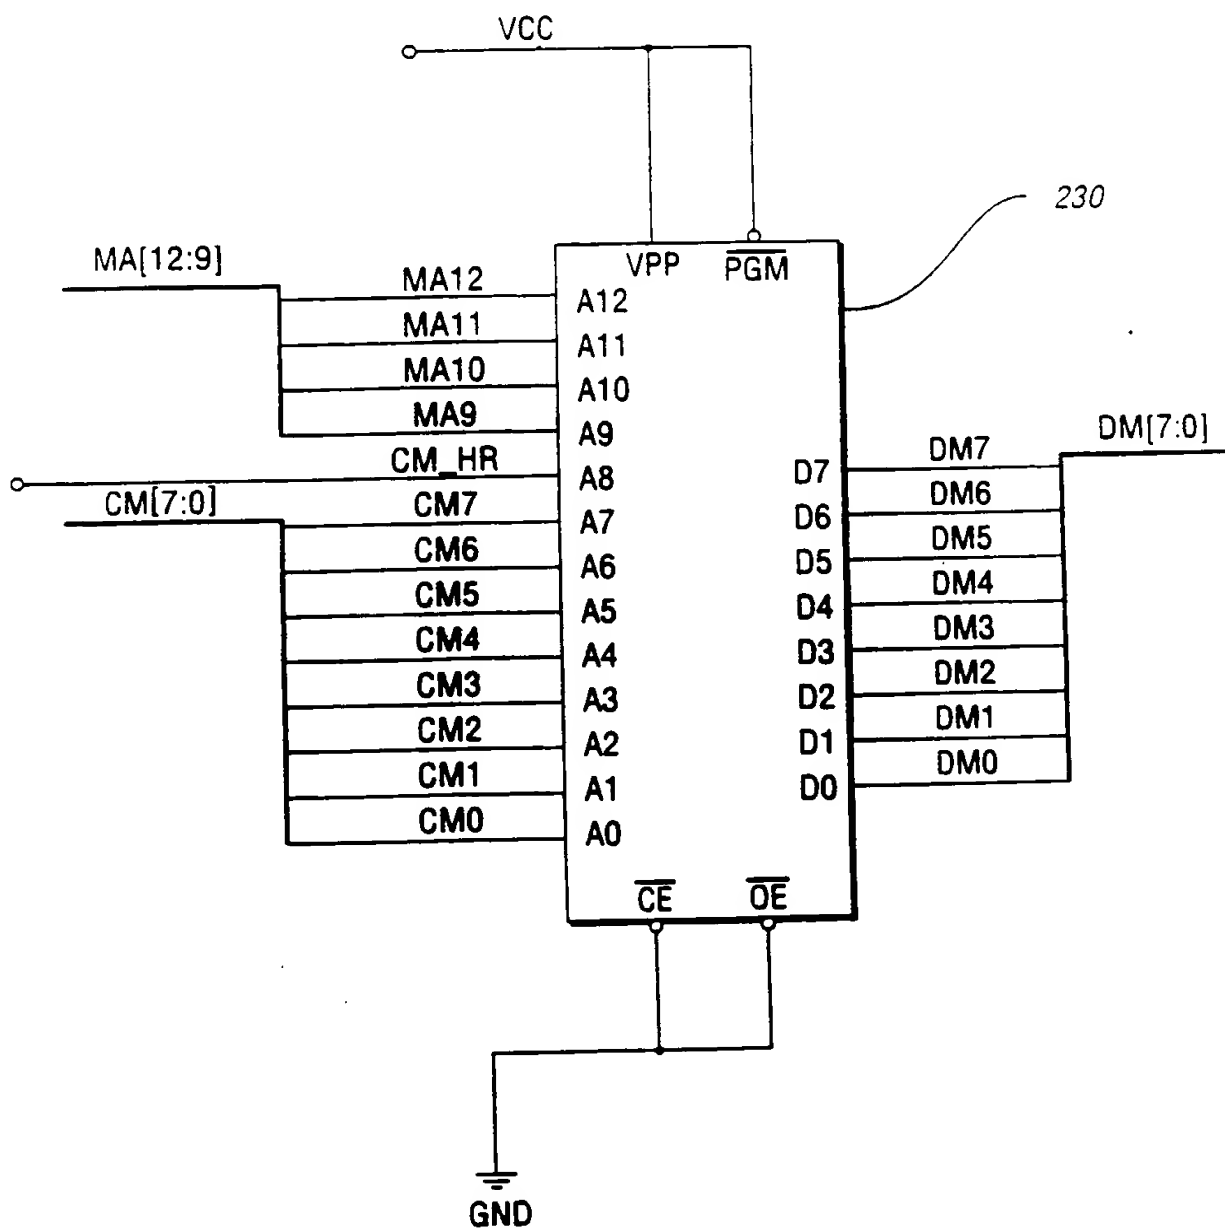 VCC
230
VPP
PGM
MA[12:9]
MA12
A12
MA11
A11
MA10
A10
MA9
A9
CM_HR
A8
CM[7:0]
CM7
A7
CM6
A6
CM5
A5
CM4
A4
CM3
A3
CM2
A2
CM1
A1
CM0
A0
DM[7:0]
D7
DM7
D6
DM6
D5
DM5
D4
DM4
D3
DM3
D2
DM2
D1
DM1
D0
DM0
CE
OE
GND